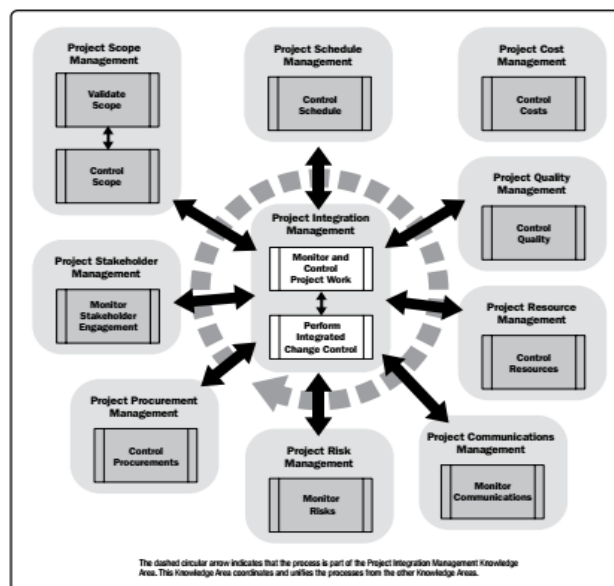 Project Scope
Management
Validate
Scope
Control
Scope
Project Schedule
Management
Control
Schedule
Project Cost
Management
Control
Costs
Project Quality
Management
Control
Quality
Project Integration
Management
Monitor and
Control
Project Work
Perform
Integrated
Change Control
Project Stakeholder
Management
Monitor
Stakeholder
Engagement
Project Resource
Management
Control
Resources
Project Procurement
Management
Control
Procurements
Project Risk
Management
Monitor
Risks
Project Communications
Management
Monitor
Communications
The dashed circular arrow indicates that the process is part of the Project Integration Management Knowledge
Area. This Knowledge Area coordinates and unifies the processes from the other Knowledge Areas.